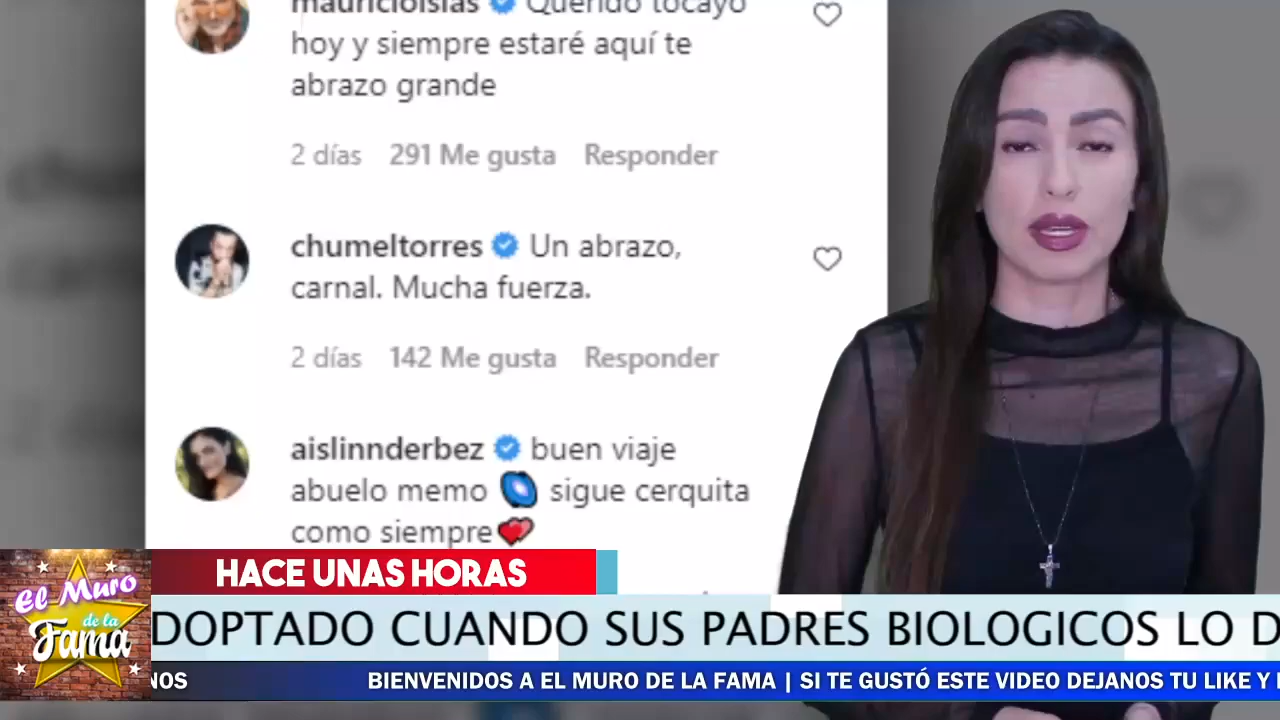 mauricioislas Querido tocayo
hoy y siempre estaré aquí te
abrazo grande
2 días 291 Me gusta Responder
chumeltorres Un abrazo,
carnal. Mucha fuerza.
2 días 142 Me gusta Responder
aislinnderbez buen viaje
abuelo memo sigue cerquita
como siempre
HACE UNAS HORAS
El Muro
de la
Fama
DOPTADO CUANDO SUS PADRES BIOLOGICOS LO D
NOS BIENVENIDOS A EL MURO DE LA FAMA | SI TE GUSTÓ ESTE VIDEO DEJANOS TU LIKE Y